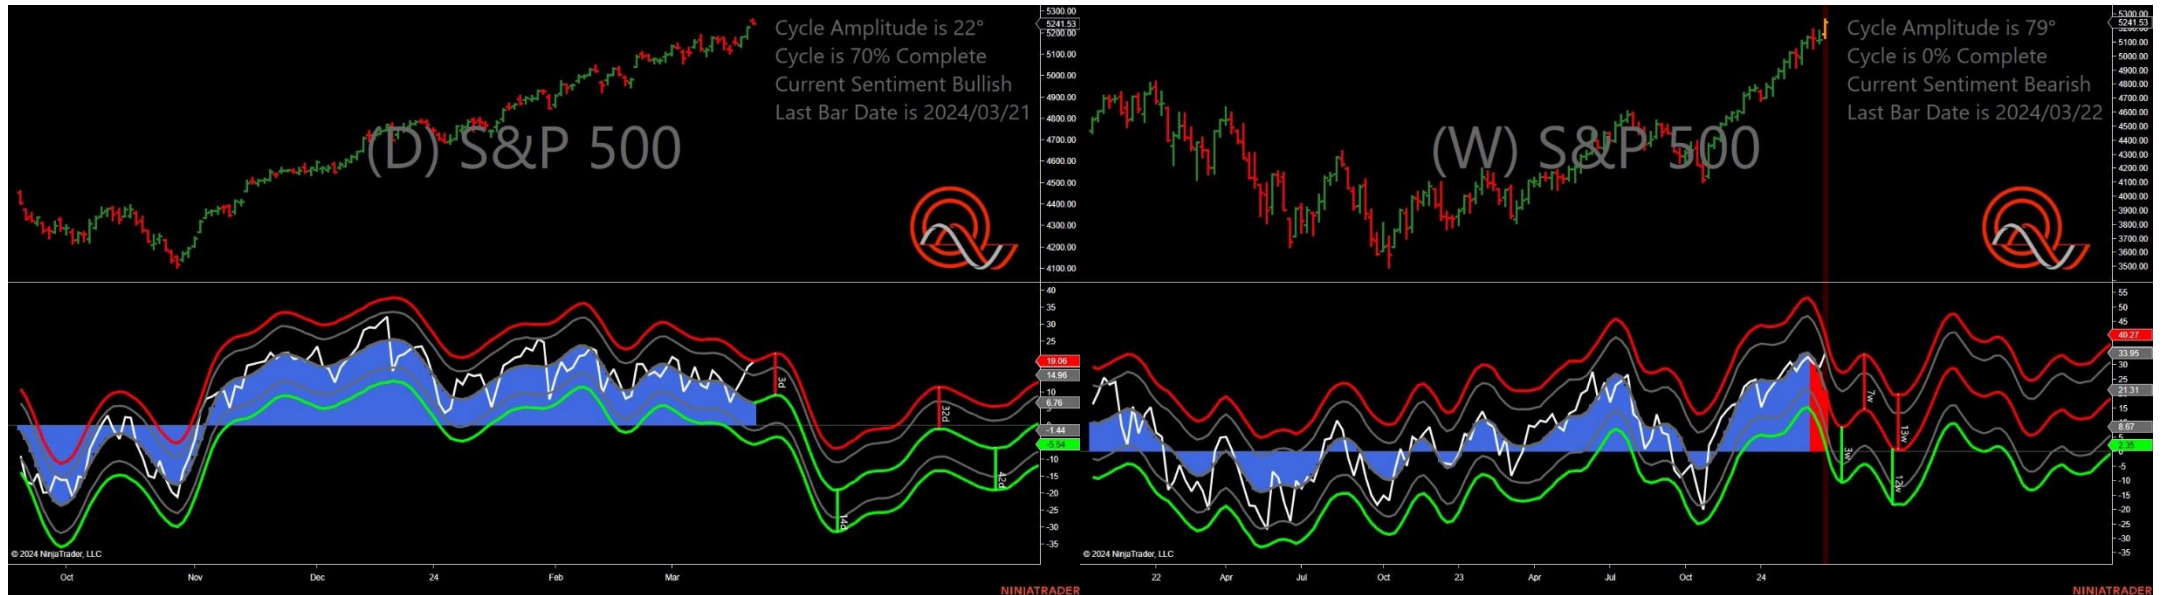 Cycle Amplitude is 22°
Cycle is 70% Complete
Current Sentiment Bullish
Last Bar Date is 2024/03/21
(D) S&P 500
5300.00
5241.53
5200.00
5100.00
5000.00
4900.00
4800.00
4700.00
4600.00
4500.00
4400.00
4300.00
4200.00
4100.00
40
35
30
25
19.06
14.96
10
6.76
-1.44
-5.54
-10
-15
-20
-25
-30
-35
3d
14d
32d
42d
© 2024 NinjaTrader, LLC
Oct Nov Dec 24 Feb Mar
NINJATRADER
Cycle Amplitude is 79°
Cycle is 0% Complete
Current Sentiment Bearish
Last Bar Date is 2024/03/22
(W) S&P 500
5300.00
5241.53
5100.00
5000.00
4900.00
4800.00
4700.00
4600.00
4500.00
4400.00
4300.00
4200.00
4100.00
4000.00
3900.00
3800.00
3700.00
3600.00
3500.00
55
50
45
40.27
33.95
30
25
21.31
15
10
8.67
2.35
0
-5
-10
-15
-20
-25
-30
-35
7w
3w
13w
12w
© 2024 NinjaTrader, LLC
22 Apr Jul Oct 23 Apr Jul Oct 24
NINJATRADER